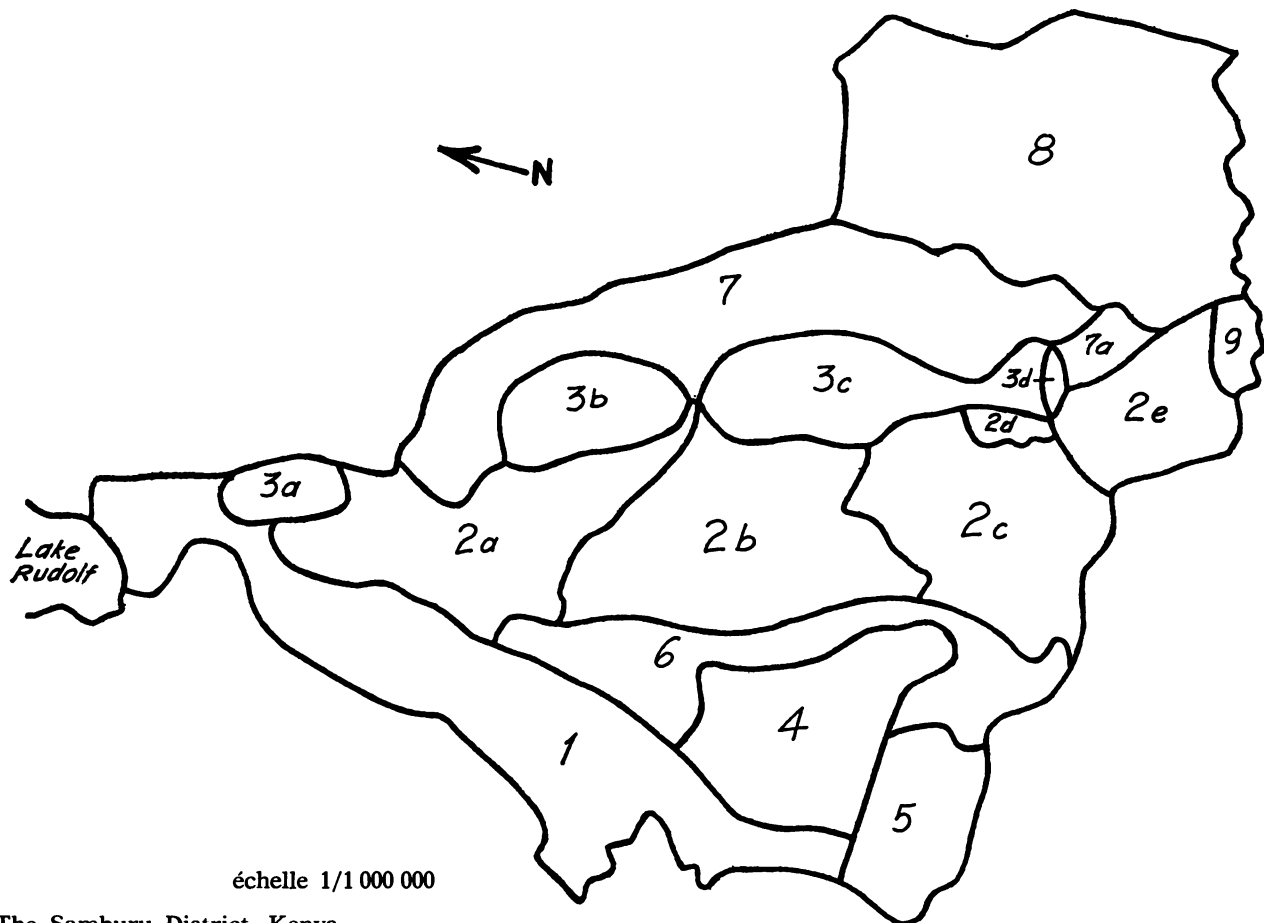 8
N
7
7a
9
3c
3d
3b
2e
2d
3a
2c
2a
2b
Lake
Rudolf
6
4
1
5
échelle 1/1 000 000
The Samburu District, Kenya